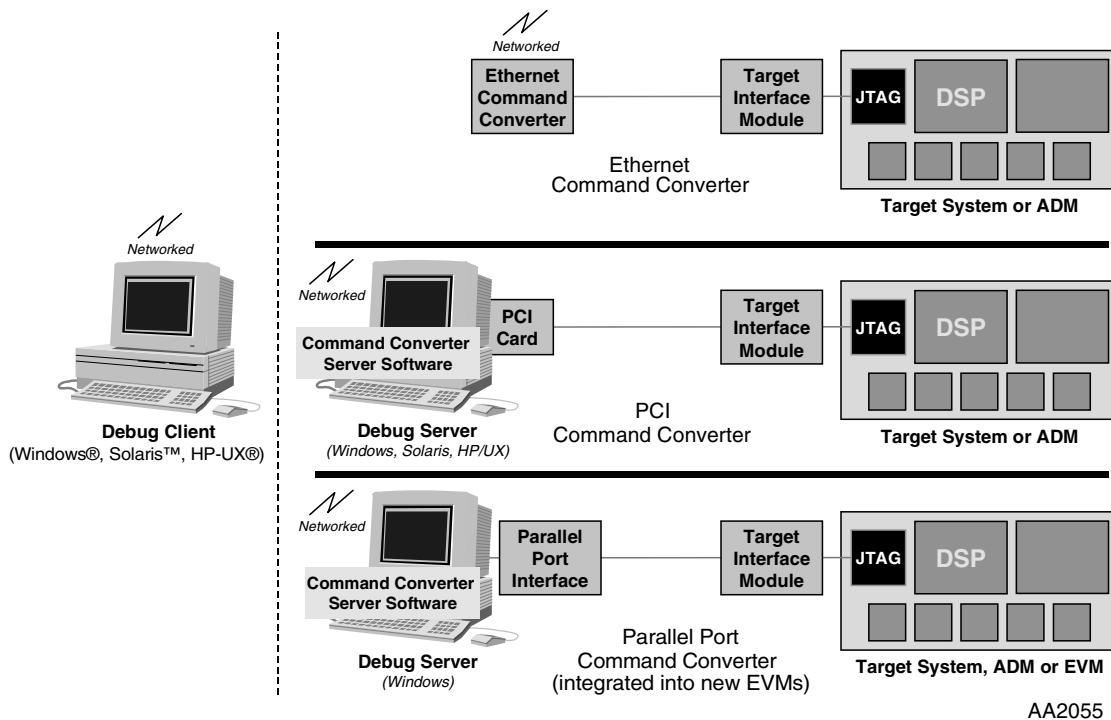 Networked
Ethernet
Command
Converter
Target
Interface
Module
JTAG
DSP
Ethernet
Command Converter
Target System or ADM
Networked
Debug Client
(Windows®, Solaris™, HP-UX®)
Networked
Command Converter
Server Software
PCI
Card
Target
Interface
Module
JTAG
DSP
Debug Server
(Windows, Solaris, HP/UX)
PCI
Command Converter
Target System or ADM
Networked
Command Converter
Server Software
Parallel
Port
Interface
Target
Interface
Module
JTAG
DSP
Debug Server
(Windows)
Parallel Port
Command Converter
(integrated into new EVMs)
Target System, ADM or EVM
AA2055